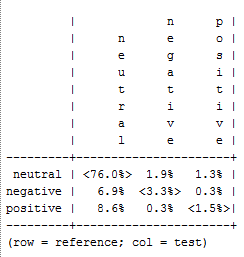 |               n      p |
          |        n      e      o |
          |        e      g      s |
          |        u      a      i |
          |        t      t      t |
          |        r      i      i |
          |        a      v      v |
          |        l      e      e |
----------+------------------------+
 neutral | <76.0%>  1.9%   1.3% |
negative |   6.9%  <3.3%>  0.3% |
positive |   8.6%   0.3%  <1.5%>|
----------+------------------------+
(row = reference; col = test)